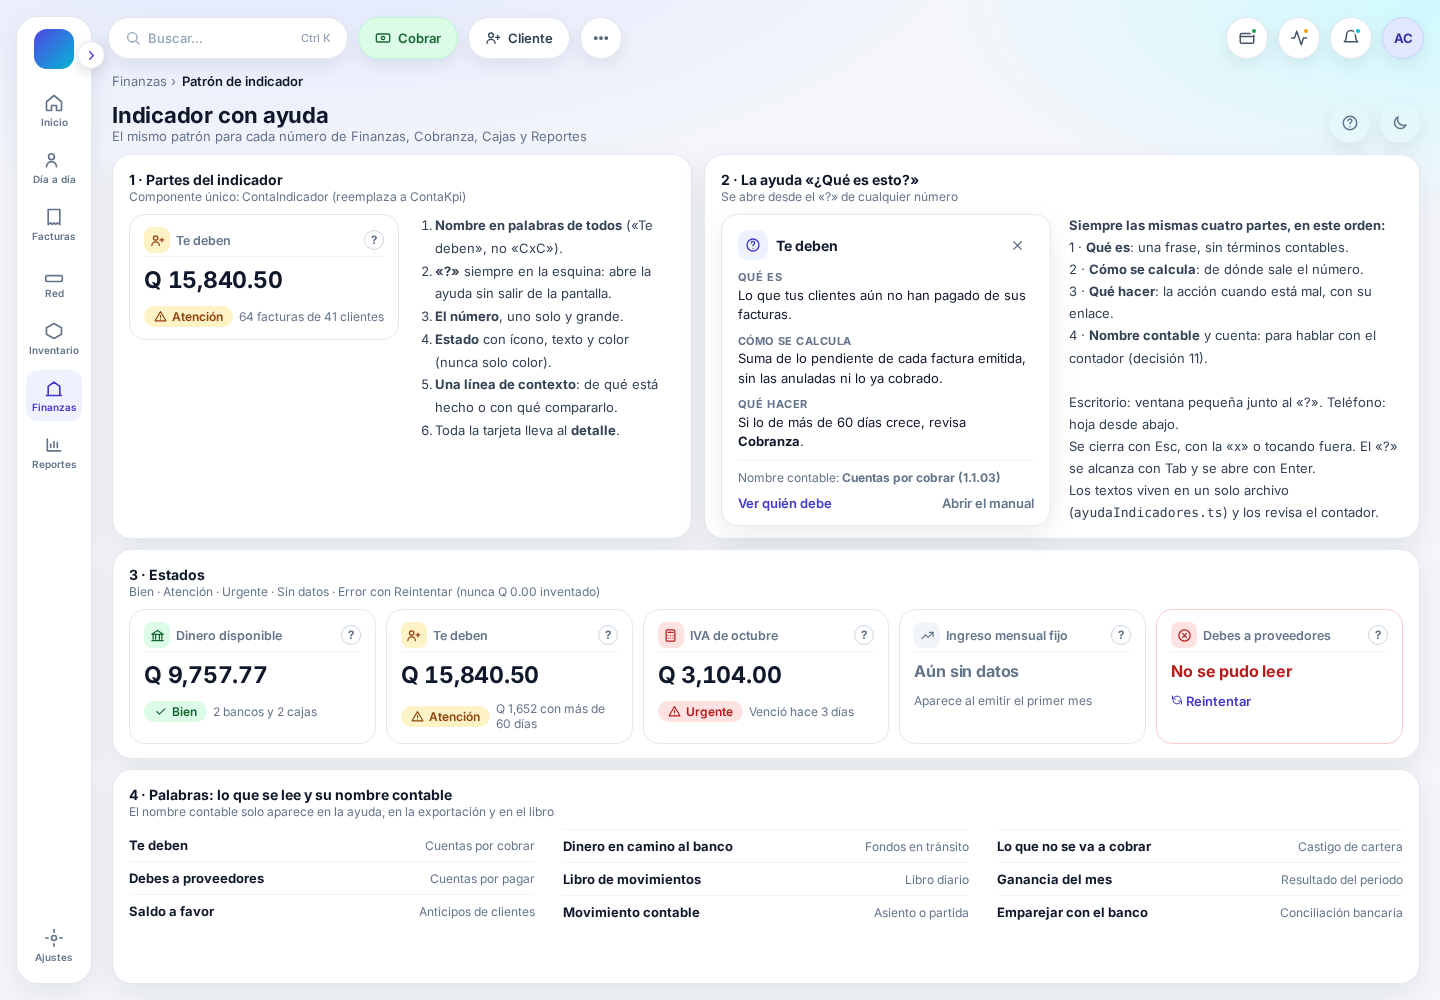 Buscar...
Ctrl K
Cobrar
Cliente
AC
Inicio
Día a día
Facturas
Red
Inventario
Finanzas
Reportes
Ajustes
Finanzas › Patrón de indicador
Indicador con ayuda
El mismo patrón para cada número de Finanzas, Cobranza, Cajas y Reportes
1 · Partes del indicador
Componente único: ContaIndicador (reemplaza a ContaKpi)
Te deben
?
Q 15,840.50
Atención
64 facturas de 41 clientes
1. Nombre en palabras de todos («Te
deben», no «CxC»).
2. «?» siempre en la esquina: abre la
ayuda sin salir de la pantalla.
3. El número, uno solo y grande.
4. Estado con ícono, texto y color
(nunca solo color).
5. Una línea de contexto: de qué está
hecho o con qué compararlo.
6. Toda la tarjeta lleva al detalle.
2 · La ayuda «¿Qué es esto?»
Se abre desde el «?» de cualquier número
Te deben
QUÉ ES
Lo que tus clientes aún no han pagado de sus
facturas.
CÓMO SE CALCULA
Suma de lo pendiente de cada factura emitida,
sin las anuladas ni lo ya cobrado.
QUÉ HACER
Si lo de más de 60 días crece, revisa
Cobranza.
Nombre contable: Cuentas por cobrar (1.1.03)
Ver quién debe
Abrir el manual
Siempre las mismas cuatro partes, en este orden:
1 · Qué es: una frase, sin términos contables.
2 · Cómo se calcula: de dónde sale el número.
3 · Qué hacer: la acción cuando está mal, con su
enlace.
4 · Nombre contable y cuenta: para hablar con el
contador (decisión 11).
Escritorio: ventana pequeña junto al «?». Teléfono:
hoja desde abajo.
Se cierra con Esc, con la «x» o tocando fuera. El «?»
se alcanza con Tab y se abre con Enter.
Los textos viven en un solo archivo
(ayudaIndicadores.ts) y los revisa el contador.
3 · Estados
Bien · Atención · Urgente · Sin datos · Error con Reintentar (nunca Q 0.00 inventado)
Dinero disponible
?
Q 9,757.77
Bien
2 bancos y 2 cajas
Te deben
?
Q 15,840.50
Atención
Q 1,652 con más de
60 días
IVA de octubre
?
Q 3,104.00
Urgente
Venció hace 3 días
Ingreso mensual fijo
?
Aún sin datos
Aparece al emitir el primer mes
Debes a proveedores
?
No se pudo leer
Reintentar
4 · Palabras: lo que se lee y su nombre contable
El nombre contable solo aparece en la ayuda, en la exportación y en el libro
Te deben
Cuentas por cobrar
Debes a proveedores
Cuentas por pagar
Saldo a favor
Anticipos de clientes
Dinero en camino al banco
Fondos en tránsito
Libro de movimientos
Libro diario
Movimiento contable
Asiento o partida
Lo que no se va a cobrar
Castigo de cartera
Ganancia del mes
Resultado del periodo
Emparejar con el banco
Conciliación bancaria